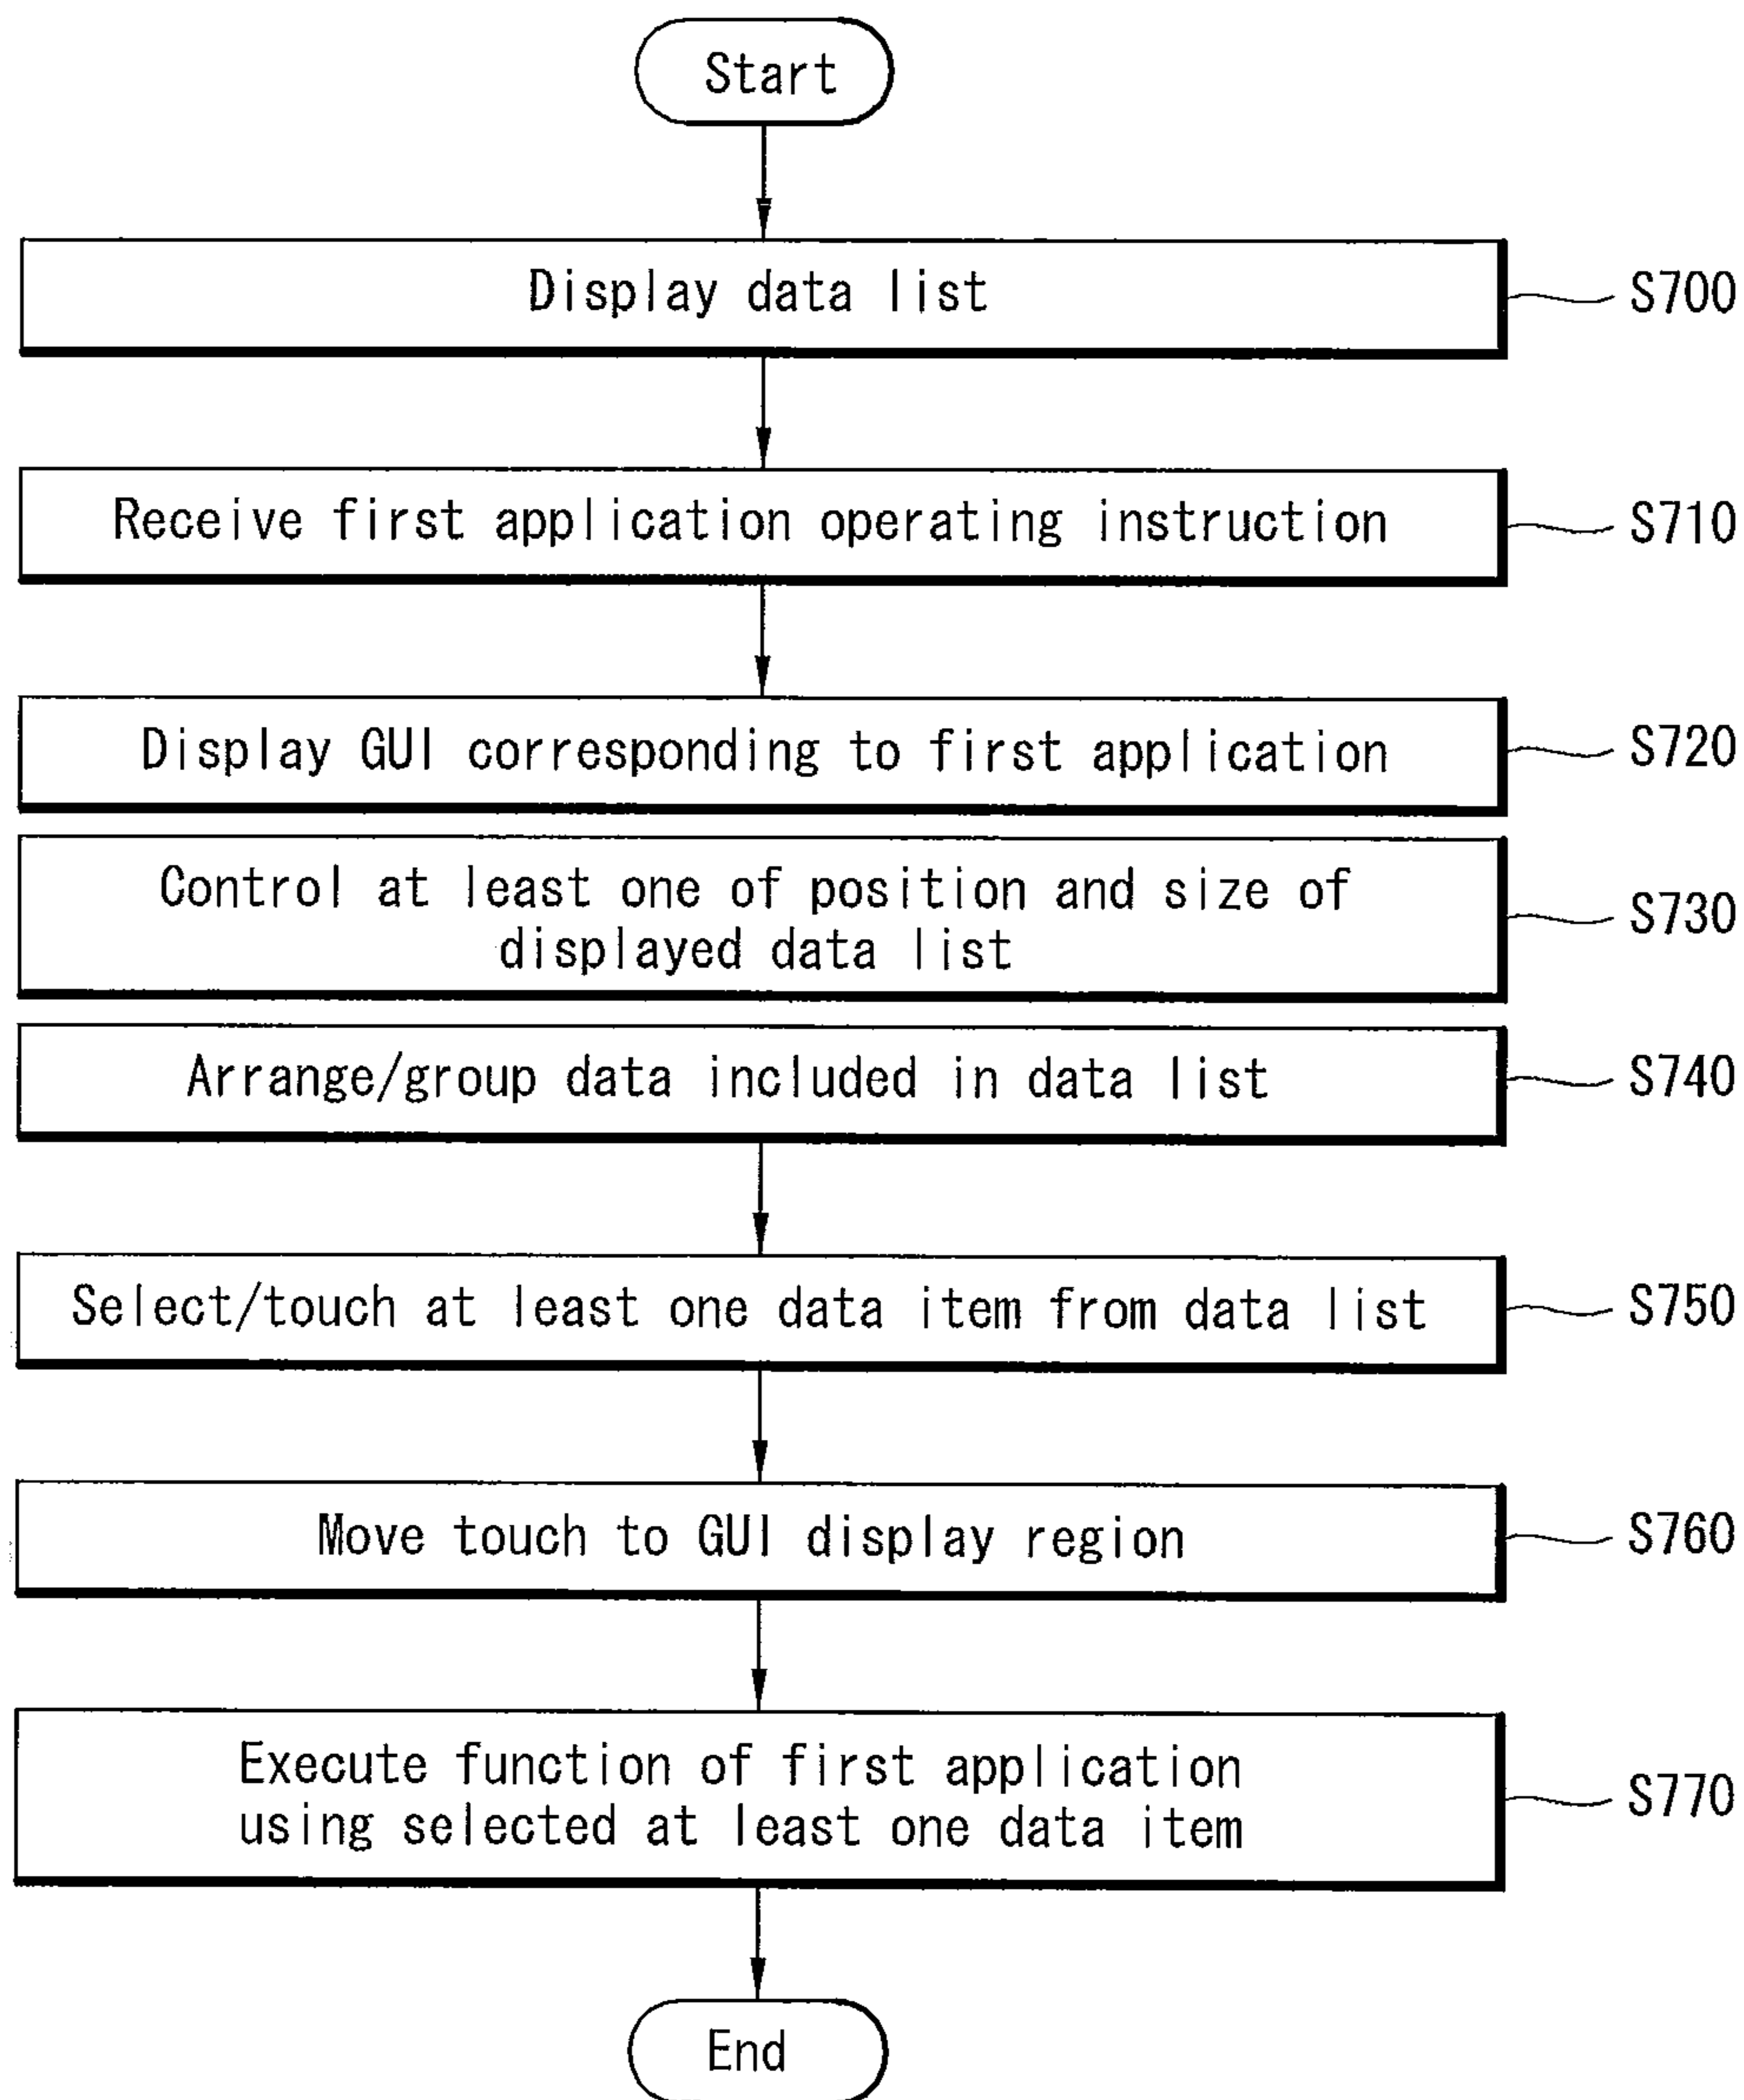 Start
Display data list
S700
Receive first application operating instruction
S710
Display GUI corresponding to first application
S720
Control at least one of position and size of
displayed data list
S730
Arrange/group data included in data list
S740
Select/touch at least one data item from data list
S750
Move touch to GUI display region
S760
Execute function of first application
using selected at least one data item
S770
End